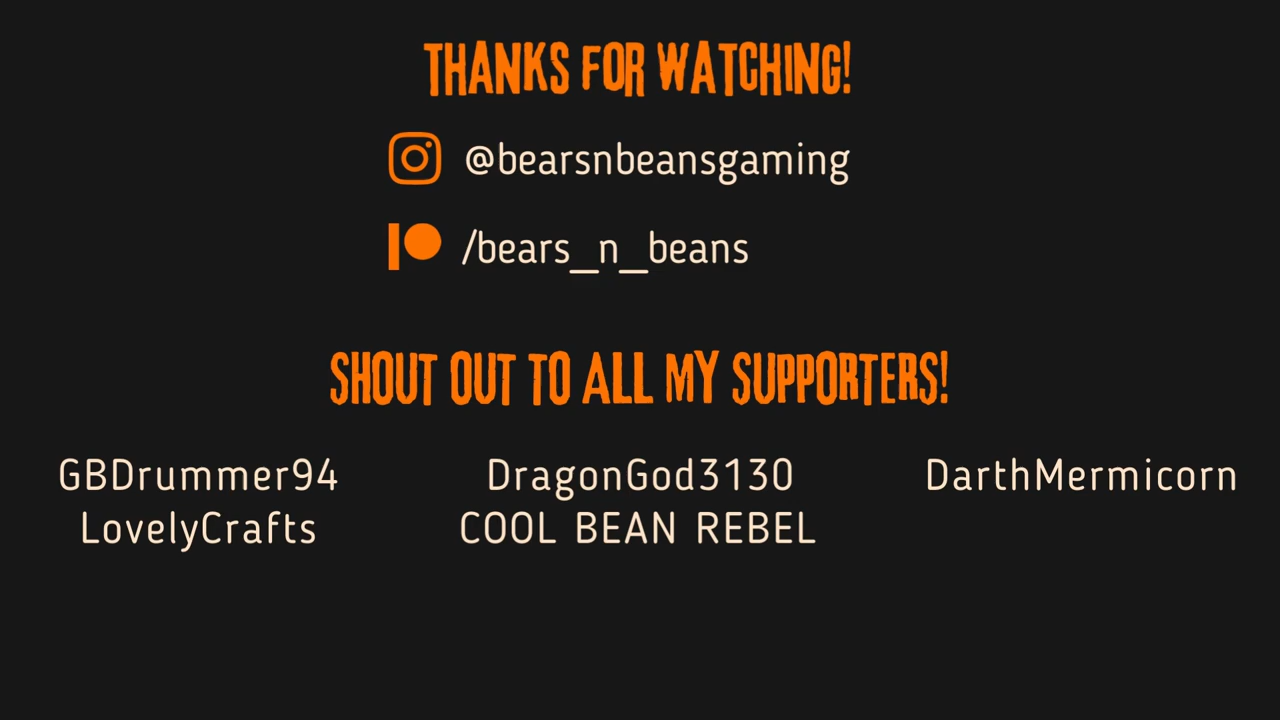 THANKS FOR WATCHING!
@bearsnbeansgaming
/bears_n_beans
SHOUT OUT TO ALL MY SUPPORTERS!
GBDrummer94 DragonGod3130 DarthMermicorn
LovelyCrafts COOL BEAN REBEL